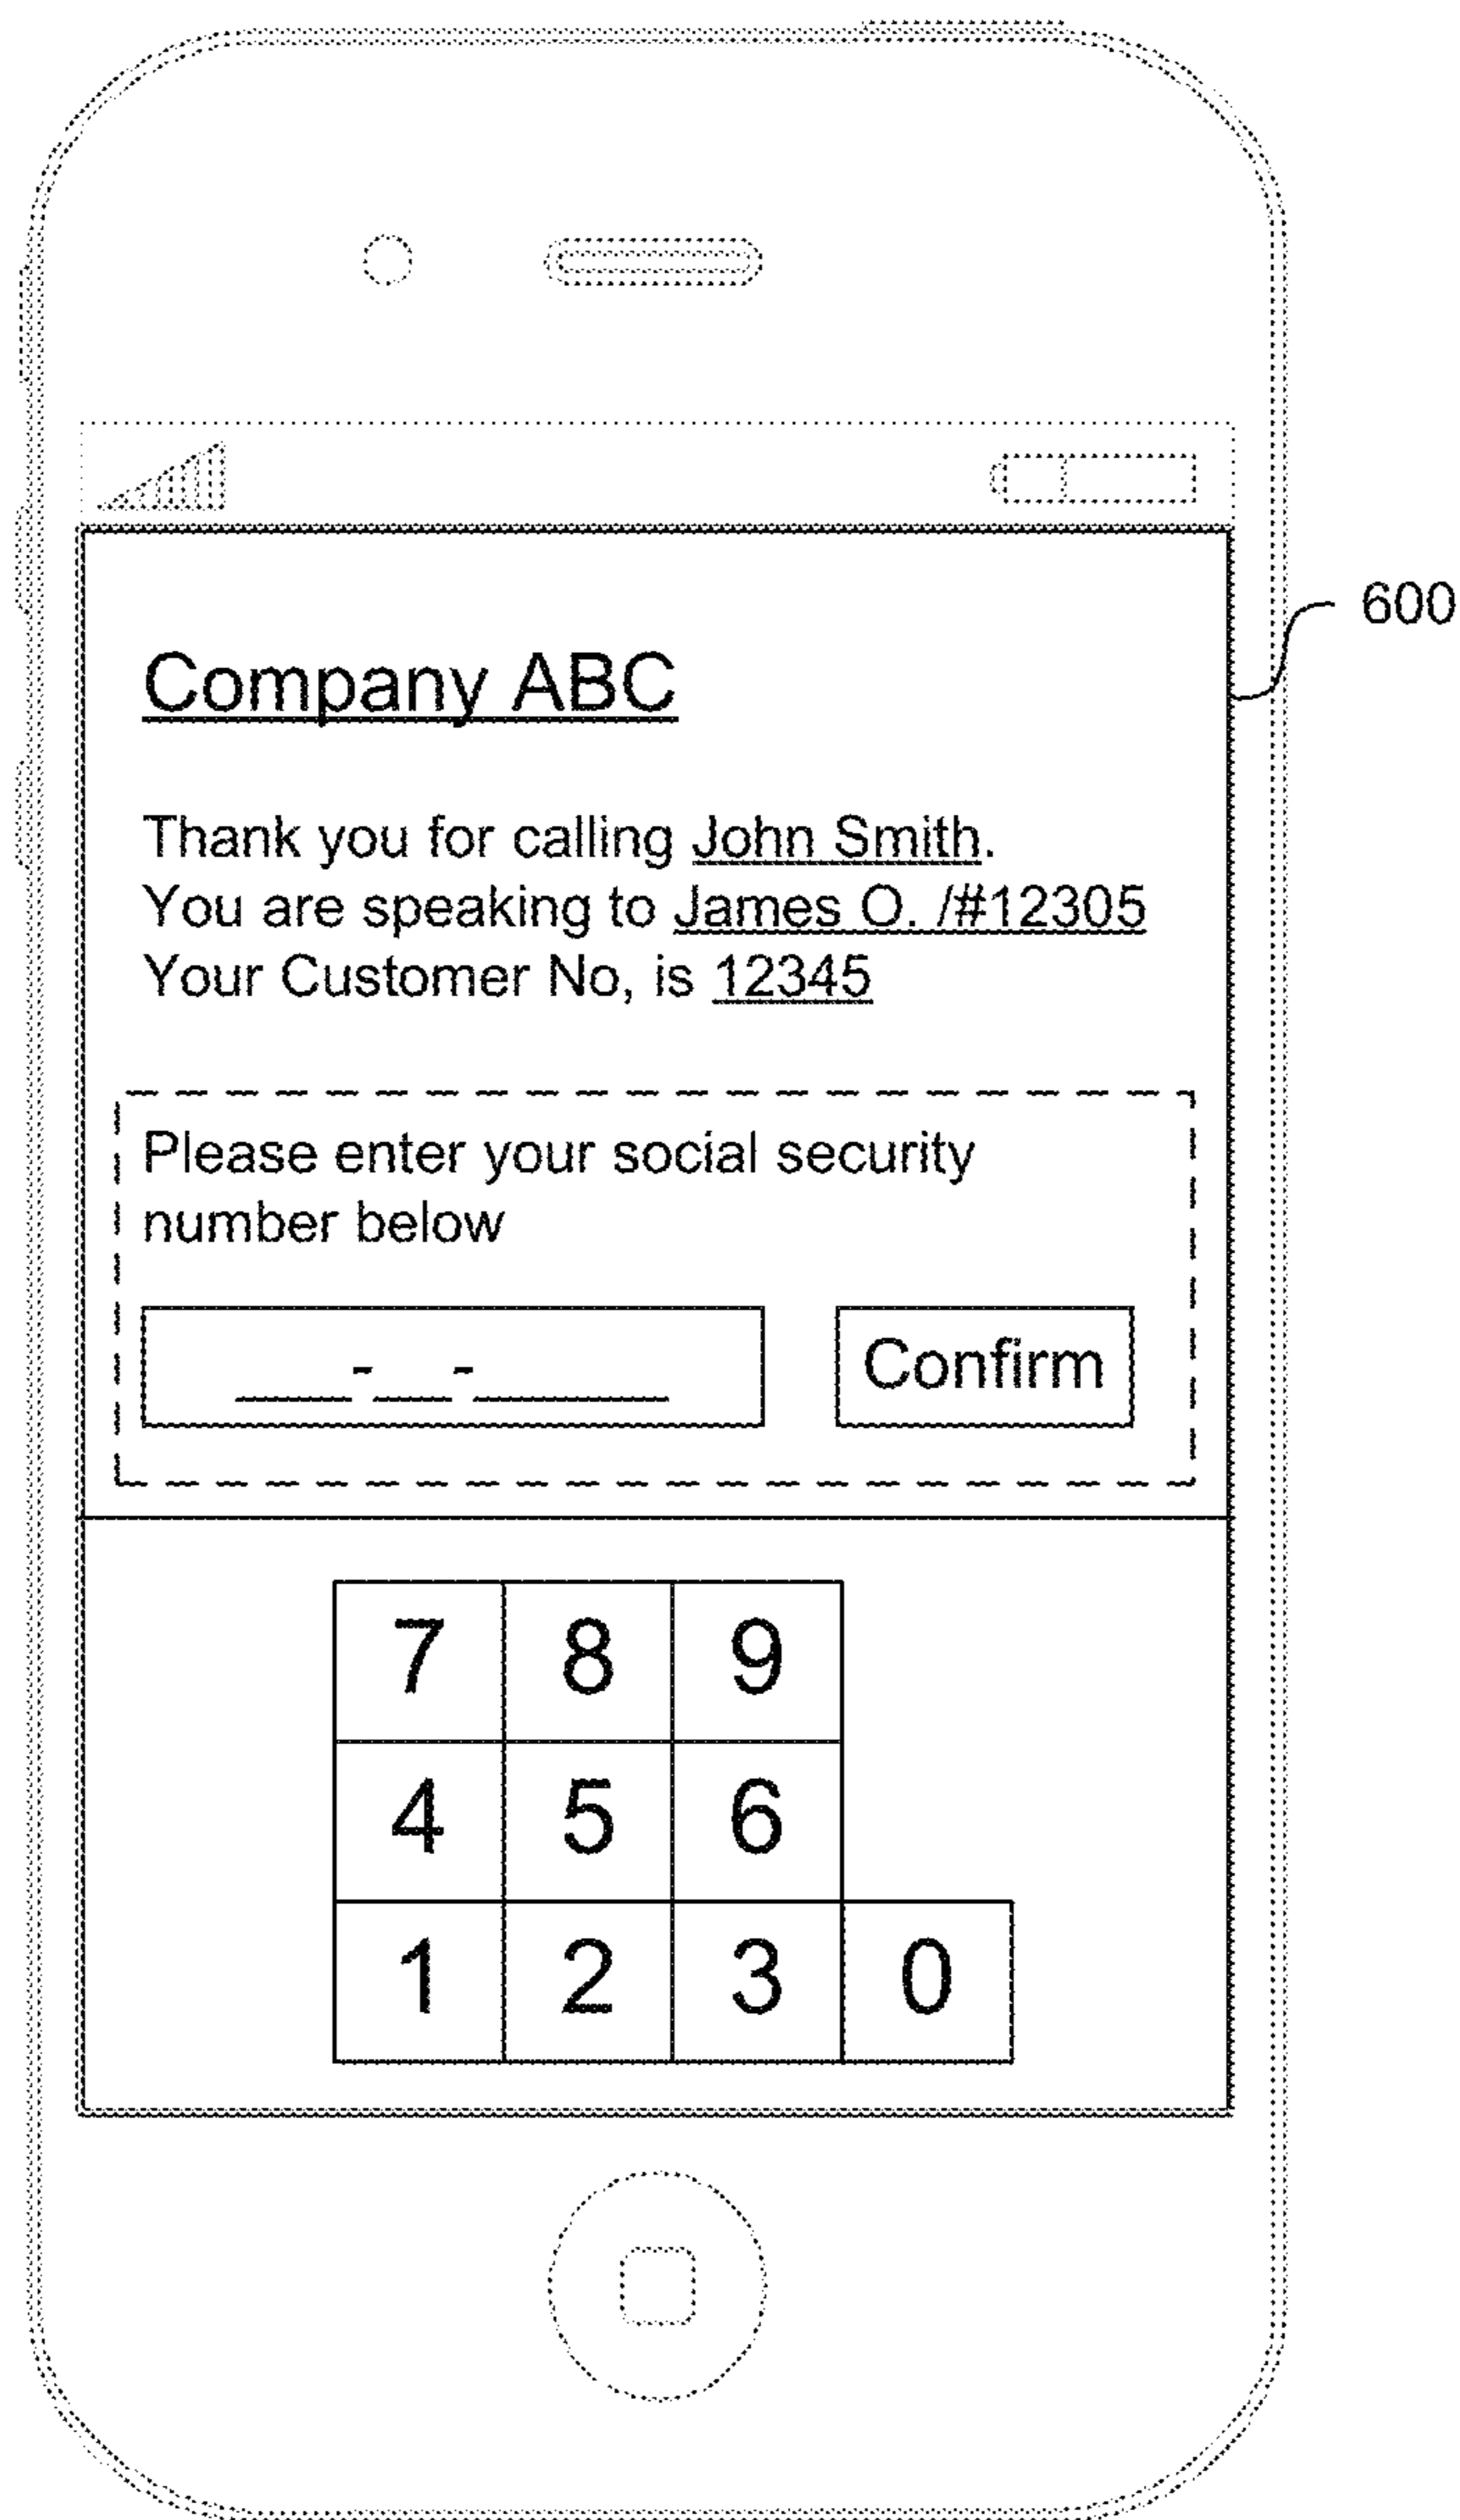 600
Company ABC
Thank you for calling John Smith.
You are speaking to James O. /#12305
Your Customer No, is 12345
Please enter your social security
number below
___-__-_____ Confirm
7 8 9
4 5 6
1 2 3 0